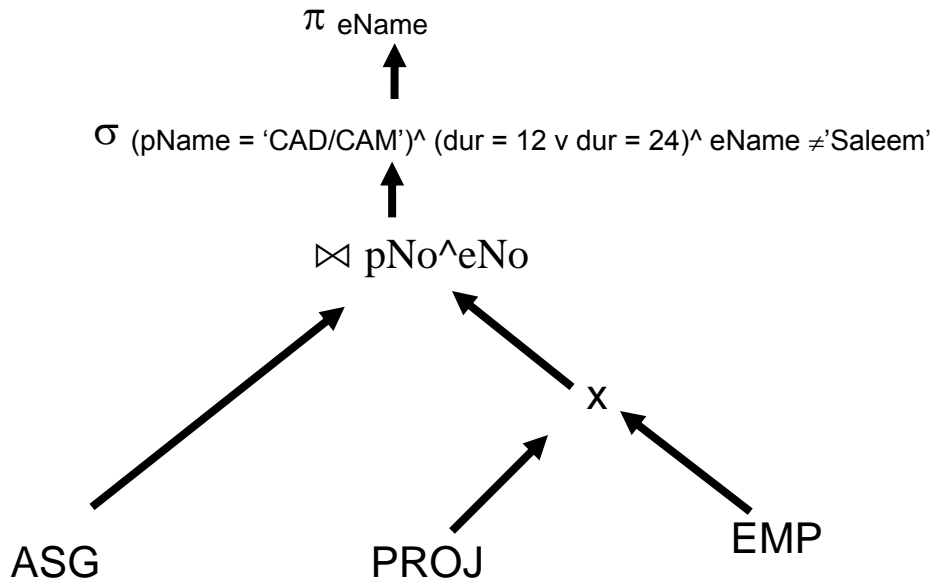 π eName
σ (pName = ‘CAD/CAM’)^ (dur = 12 v dur = 24)^ eName ≠’Saleem’
⋈ pNo^eNo
x
ASG PROJ EMP